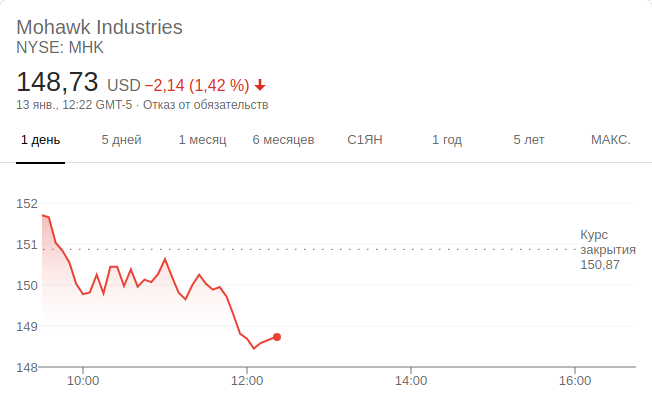 Mohawk Industries
NYSE: MHK
148,73 USD −2,14 (1,42 %)
13 янв., 12:22 GMT-5 · Отказ от обязательств
1 день 5 дней 1 месяц 6 месяцев С1ЯН 1 год 5 лет МАКС.
152
151
150
149
148
Курс
закрытия
150,87
10:00 12:00 14:00 16:00